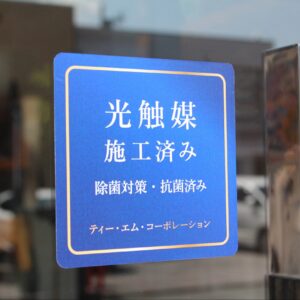 光触媒
施工済み
除菌対策・抗菌済み
ティー・エム・コーポレーション